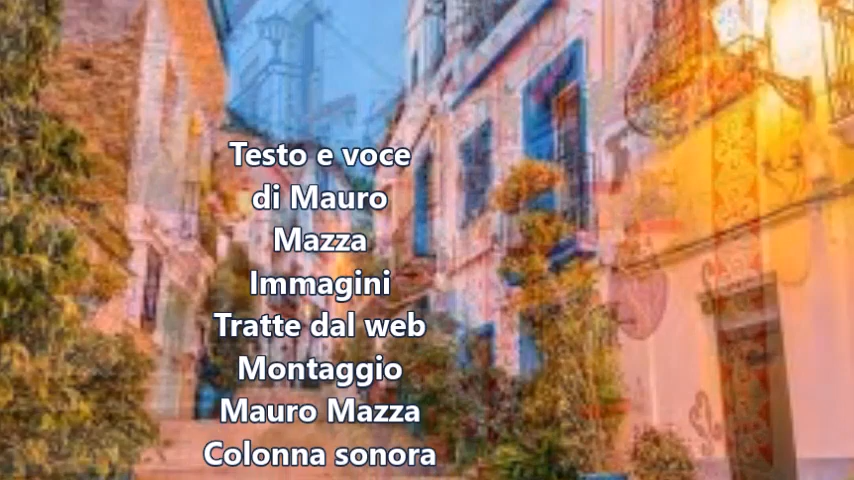 Testo e voce
di Mauro
Mazza
Immagini
Tratte dal web
Montaggio
Mauro Mazza
Colonna sonora